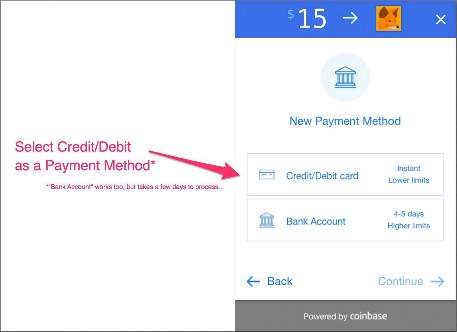 $15
New Payment Method
Select Credit/Debit
as a Payment Method*
*"Bank Account" works too, but takes a few days to process...
Credit/Debit card
Instant
Lower limits
Bank Account
4-5 days
Higher limits
Back
Continue
Powered by coinbase